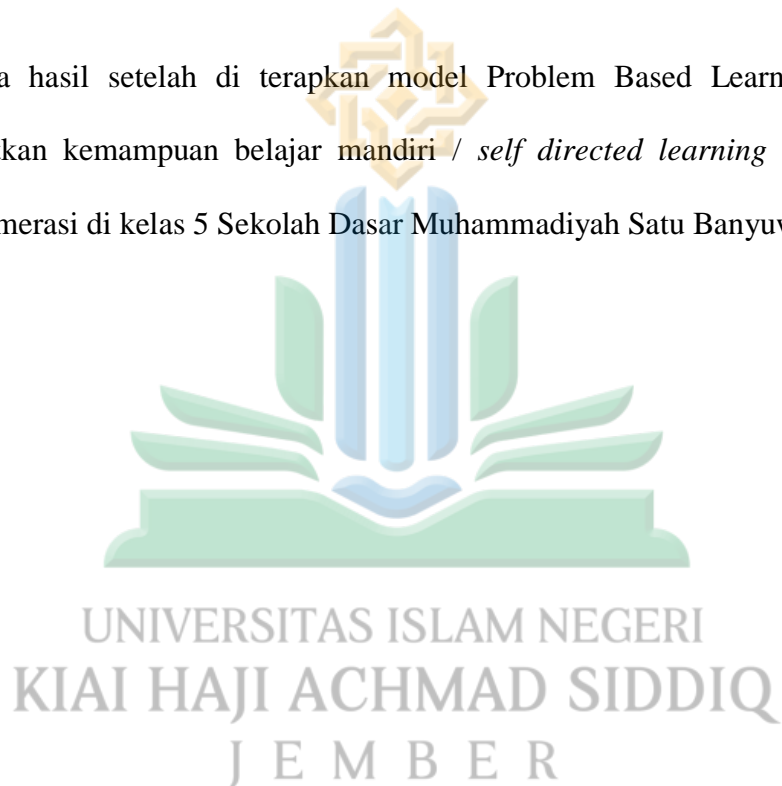 a hasil setelah di terapkan model Problem Based Learn
kan kemampuan belajar mandiri / self directed learning
merasi di kelas 5 Sekolah Dasar Muhammadiyah Satu Banyuw
UNIVERSITAS ISLAM NEGERI
KIAI HAJI ACHMAD SIDDIQ
J E M B E R